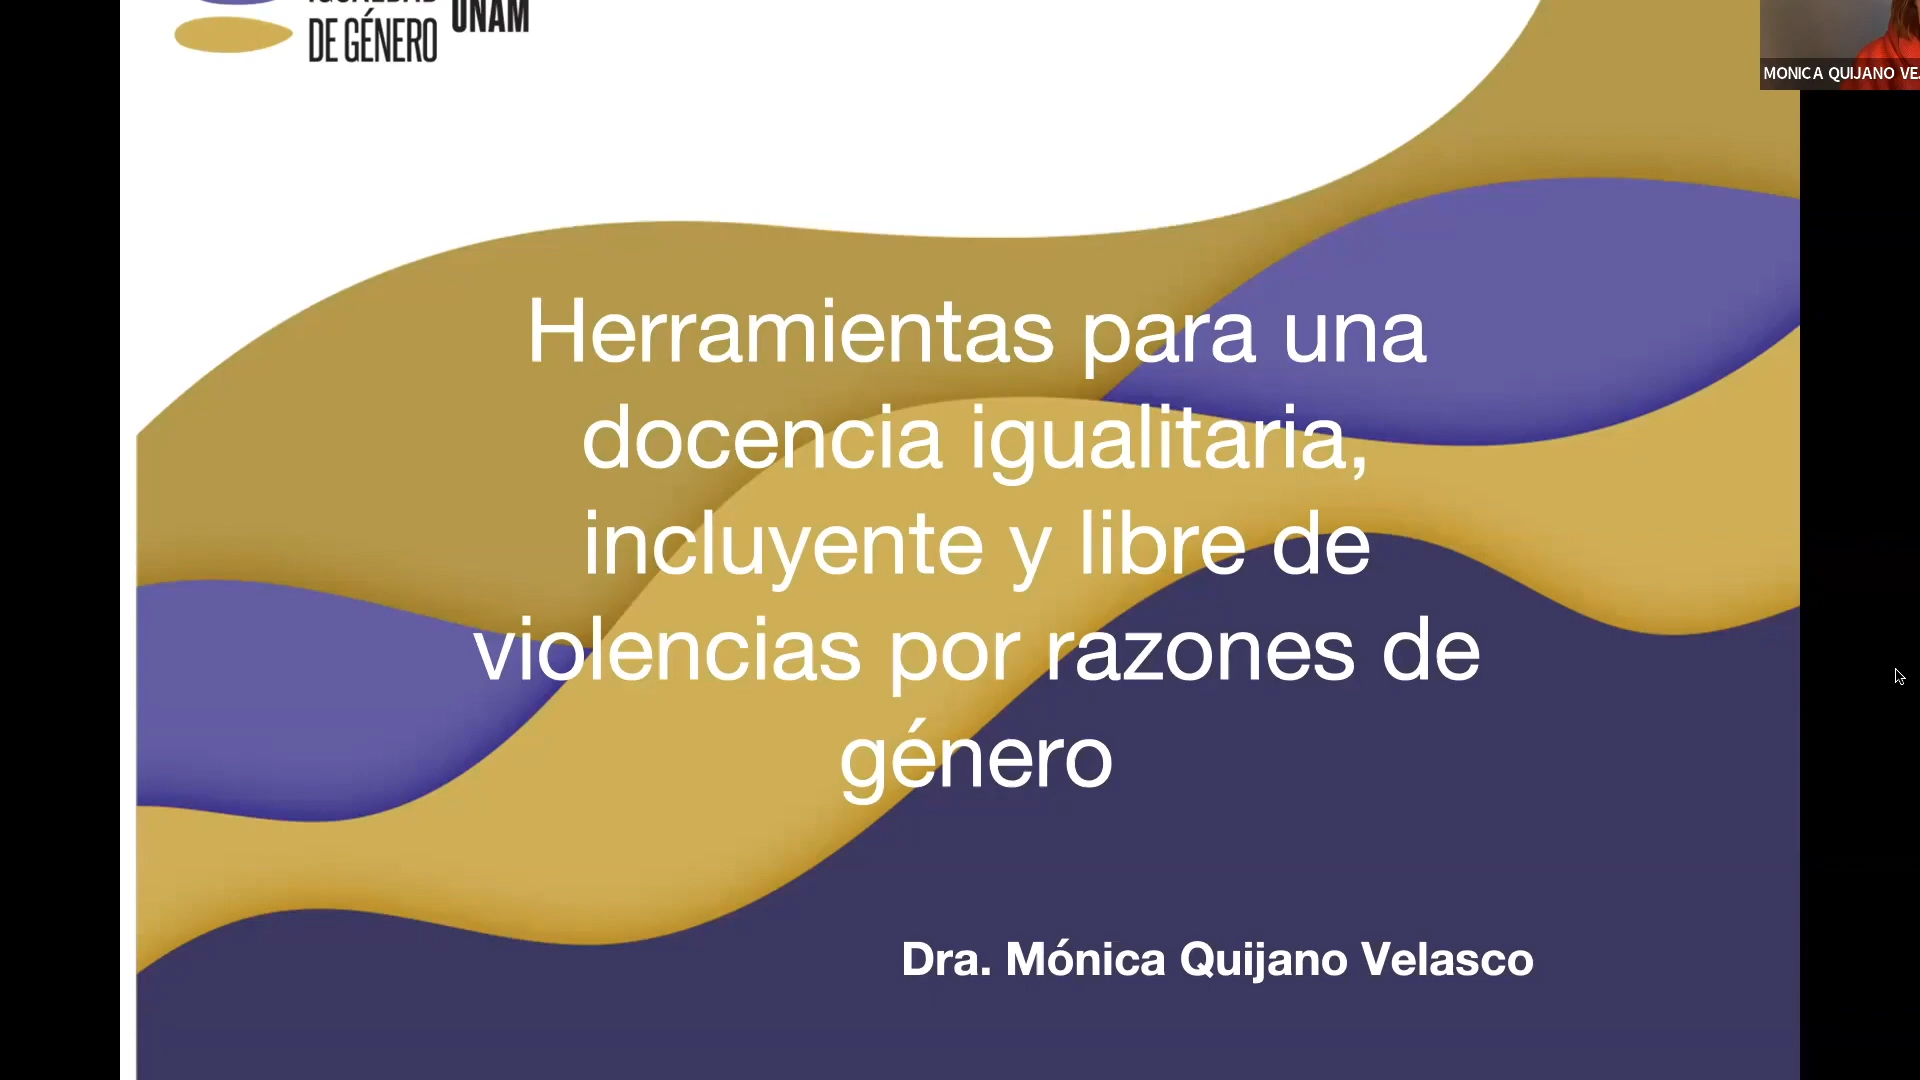 DE GÉNERO
UNAM
MONICA QUIJANO VE
Herramientas para una
docencia igualitaria,
incluyente y libre de
violencias por razones de
género
Dra. Mónica Quijano Velasco